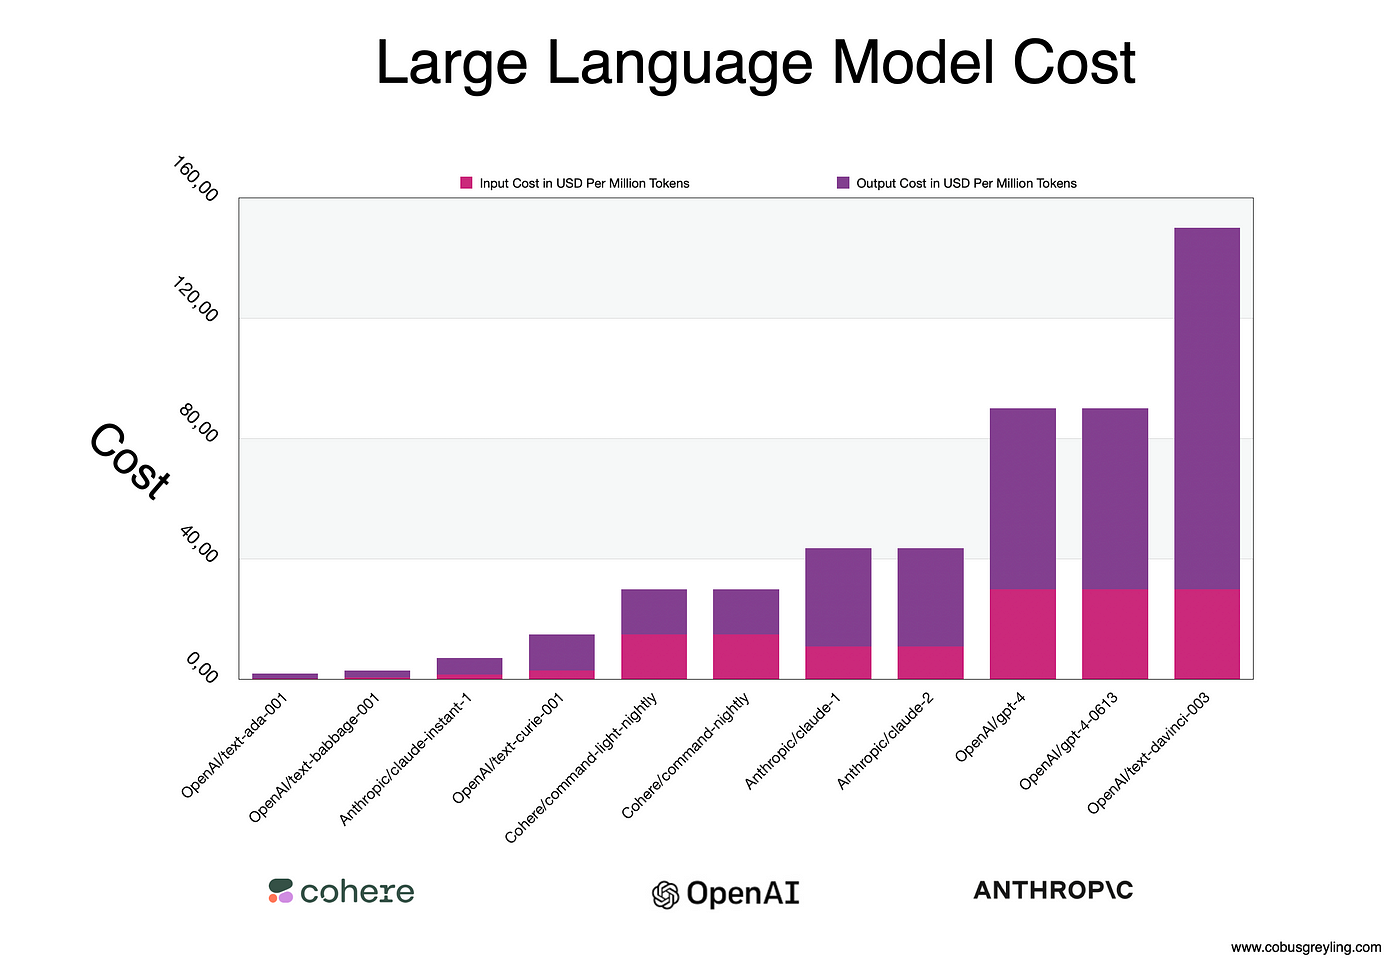 Large Language Model Cost
Input Cost in USD Per Million Tokens
Output Cost in USD Per Million Tokens
160,00
120,00
80,00
40,00
0,00
Cost
OpenAI/text-ada-001
OpenAI/text-babbage-001
Anthropic/claude-instant-1
OpenAI/text-curie-001
Cohere/command-light-nightly
Cohere/command-nightly
Anthropic/claude-1
Anthropic/claude-2
OpenAI/gpt-4
OpenAI/gpt-4-0613
OpenAI/text-davinci-003
cohere
OpenAI
ANTHROP\C
www.cobusgreyling.com